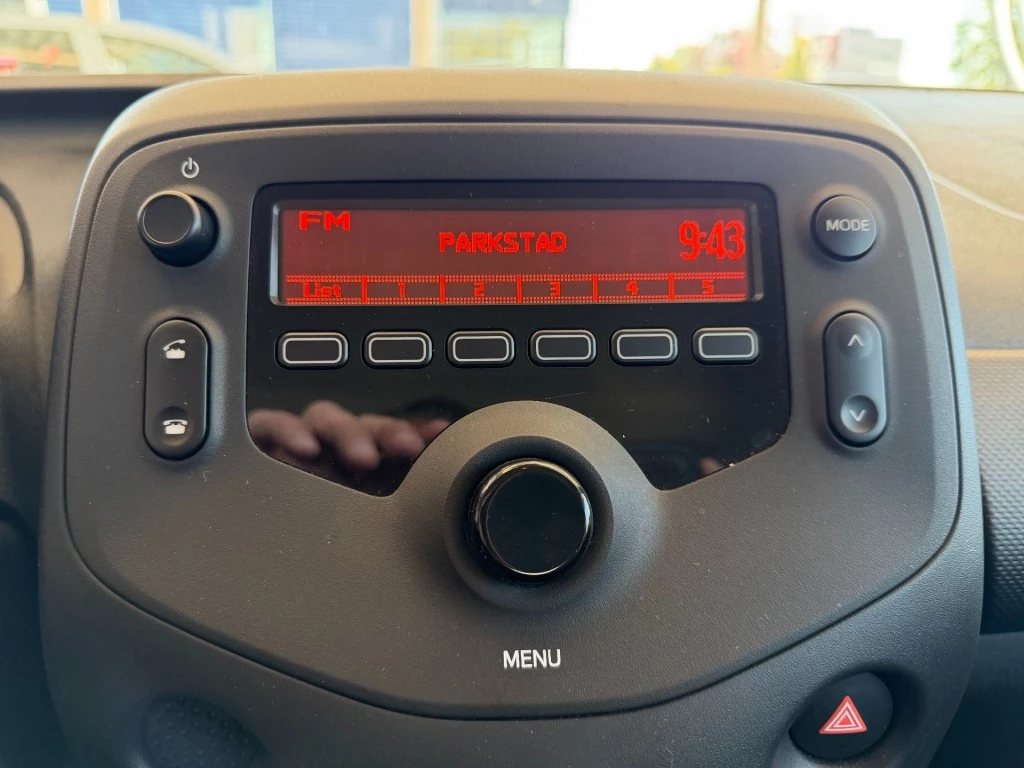 FM
PARKSTAD
9:43
List 1 2 3 4 5
MODE
MENU